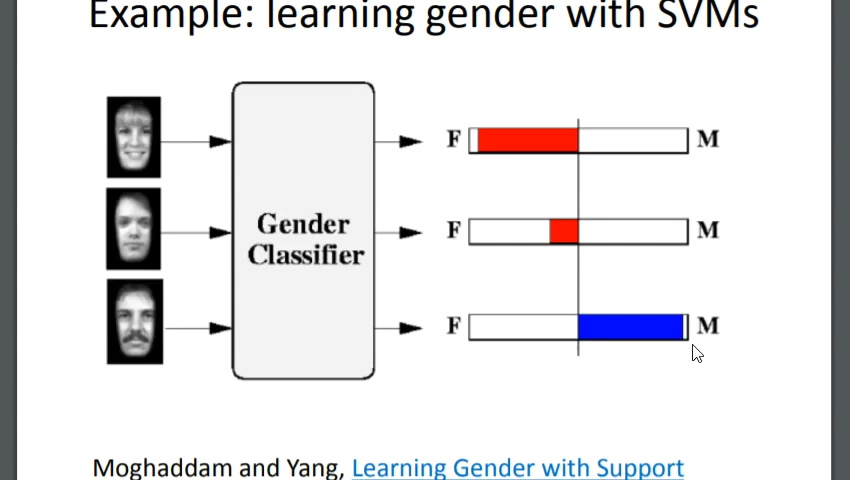 Example: learning gender with SVMs
F M
Gender
Classifier
F M
F M
Moghaddam and Yang, Learning Gender with Support